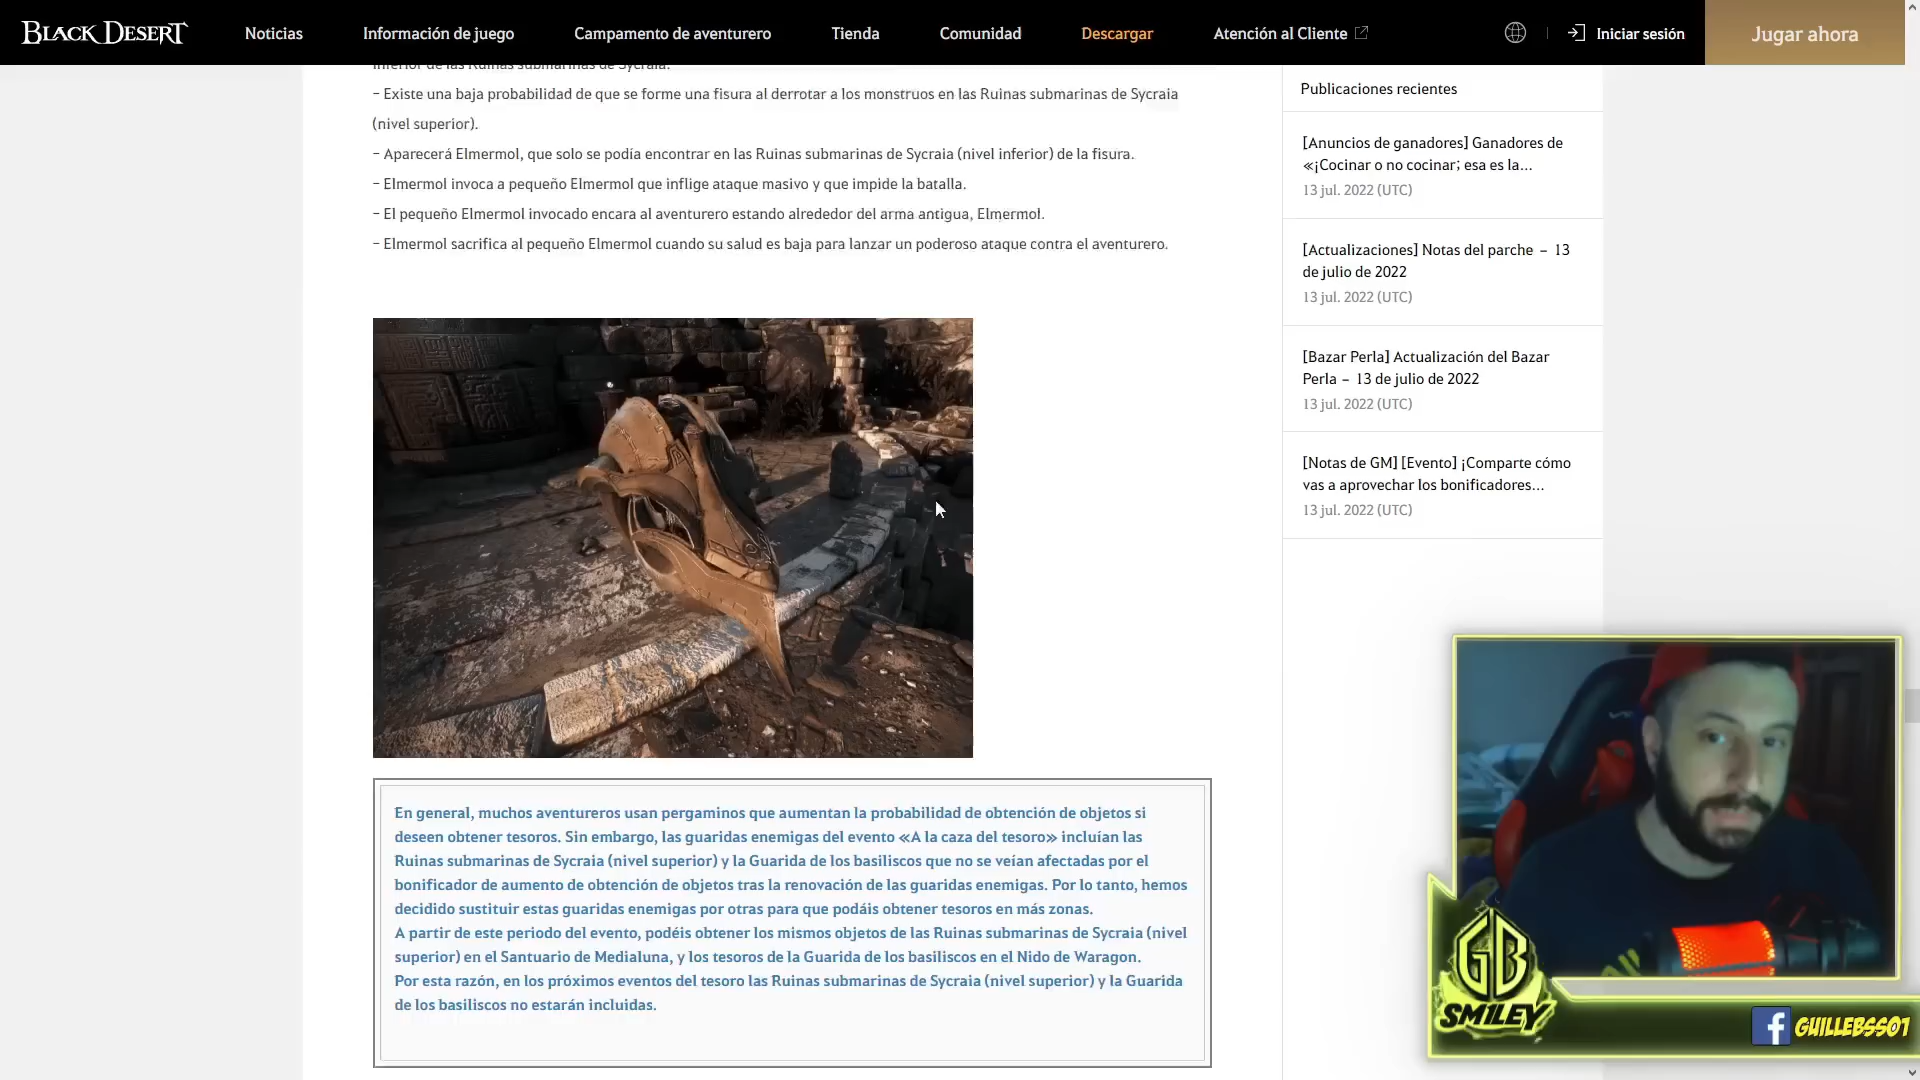 BLACK DESERT
Noticias
Información de juego
Campamento de aventurero
Tienda
Comunidad
Descargar
Atención al Cliente
Iniciar sesión
Jugar ahora
inferior de las Ruinas submarinas de Sycraia.
– Existe una baja probabilidad de que se forme una fisura al derrotar a los monstruos en las Ruinas submarinas de Sycraia
(nivel superior).
– Aparecerá Elmermol, que solo se podía encontrar en las Ruinas submarinas de Sycraia (nivel inferior) de la fisura.
– Elmermol invoca a pequeño Elmermol que inflige ataque masivo y que impide la batalla.
– El pequeño Elmermol invocado encara al aventurero estando alrededor del arma antigua, Elmermol.
– Elmermol sacrifica al pequeño Elmermol cuando su salud es baja para lanzar un poderoso ataque contra el aventurero.
En general, muchos aventureros usan pergaminos que aumentan la probabilidad de obtención de objetos si
deseen obtener tesoros. Sin embargo, las guaridas enemigas del evento «A la caza del tesoro» incluían las
Ruinas submarinas de Sycraia (nivel superior) y la Guarida de los basiliscos que no se veían afectadas por el
bonificador de aumento de obtención de objetos tras la renovación de las guaridas enemigas. Por lo tanto, hemos
decidido sustituir estas guaridas enemigas por otras para que podáis obtener tesoros en más zonas.
A partir de este periodo del evento, podéis obtener los mismos objetos de las Ruinas submarinas de Sycraia (nivel
superior) en el Santuario de Medialuna, y los tesoros de la Guarida de los basiliscos en el Nido de Waragon.
Por esta razón, en los próximos eventos del tesoro las Ruinas submarinas de Sycraia (nivel superior) y la Guarida
de los basiliscos no estarán incluidas.
Publicaciones recientes
[Anuncios de ganadores] Ganadores de
«¡Cocinar o no cocinar; esa es la...
13 jul. 2022 (UTC)
[Actualizaciones] Notas del parche – 13
de julio de 2022
13 jul. 2022 (UTC)
[Bazar Perla] Actualización del Bazar
Perla – 13 de julio de 2022
13 jul. 2022 (UTC)
[Notas de GM] [Evento] ¡Comparte cómo
vas a aprovechar los bonificadores...
13 jul. 2022 (UTC)
GB
SM1LEY
f GUILLEBSS01